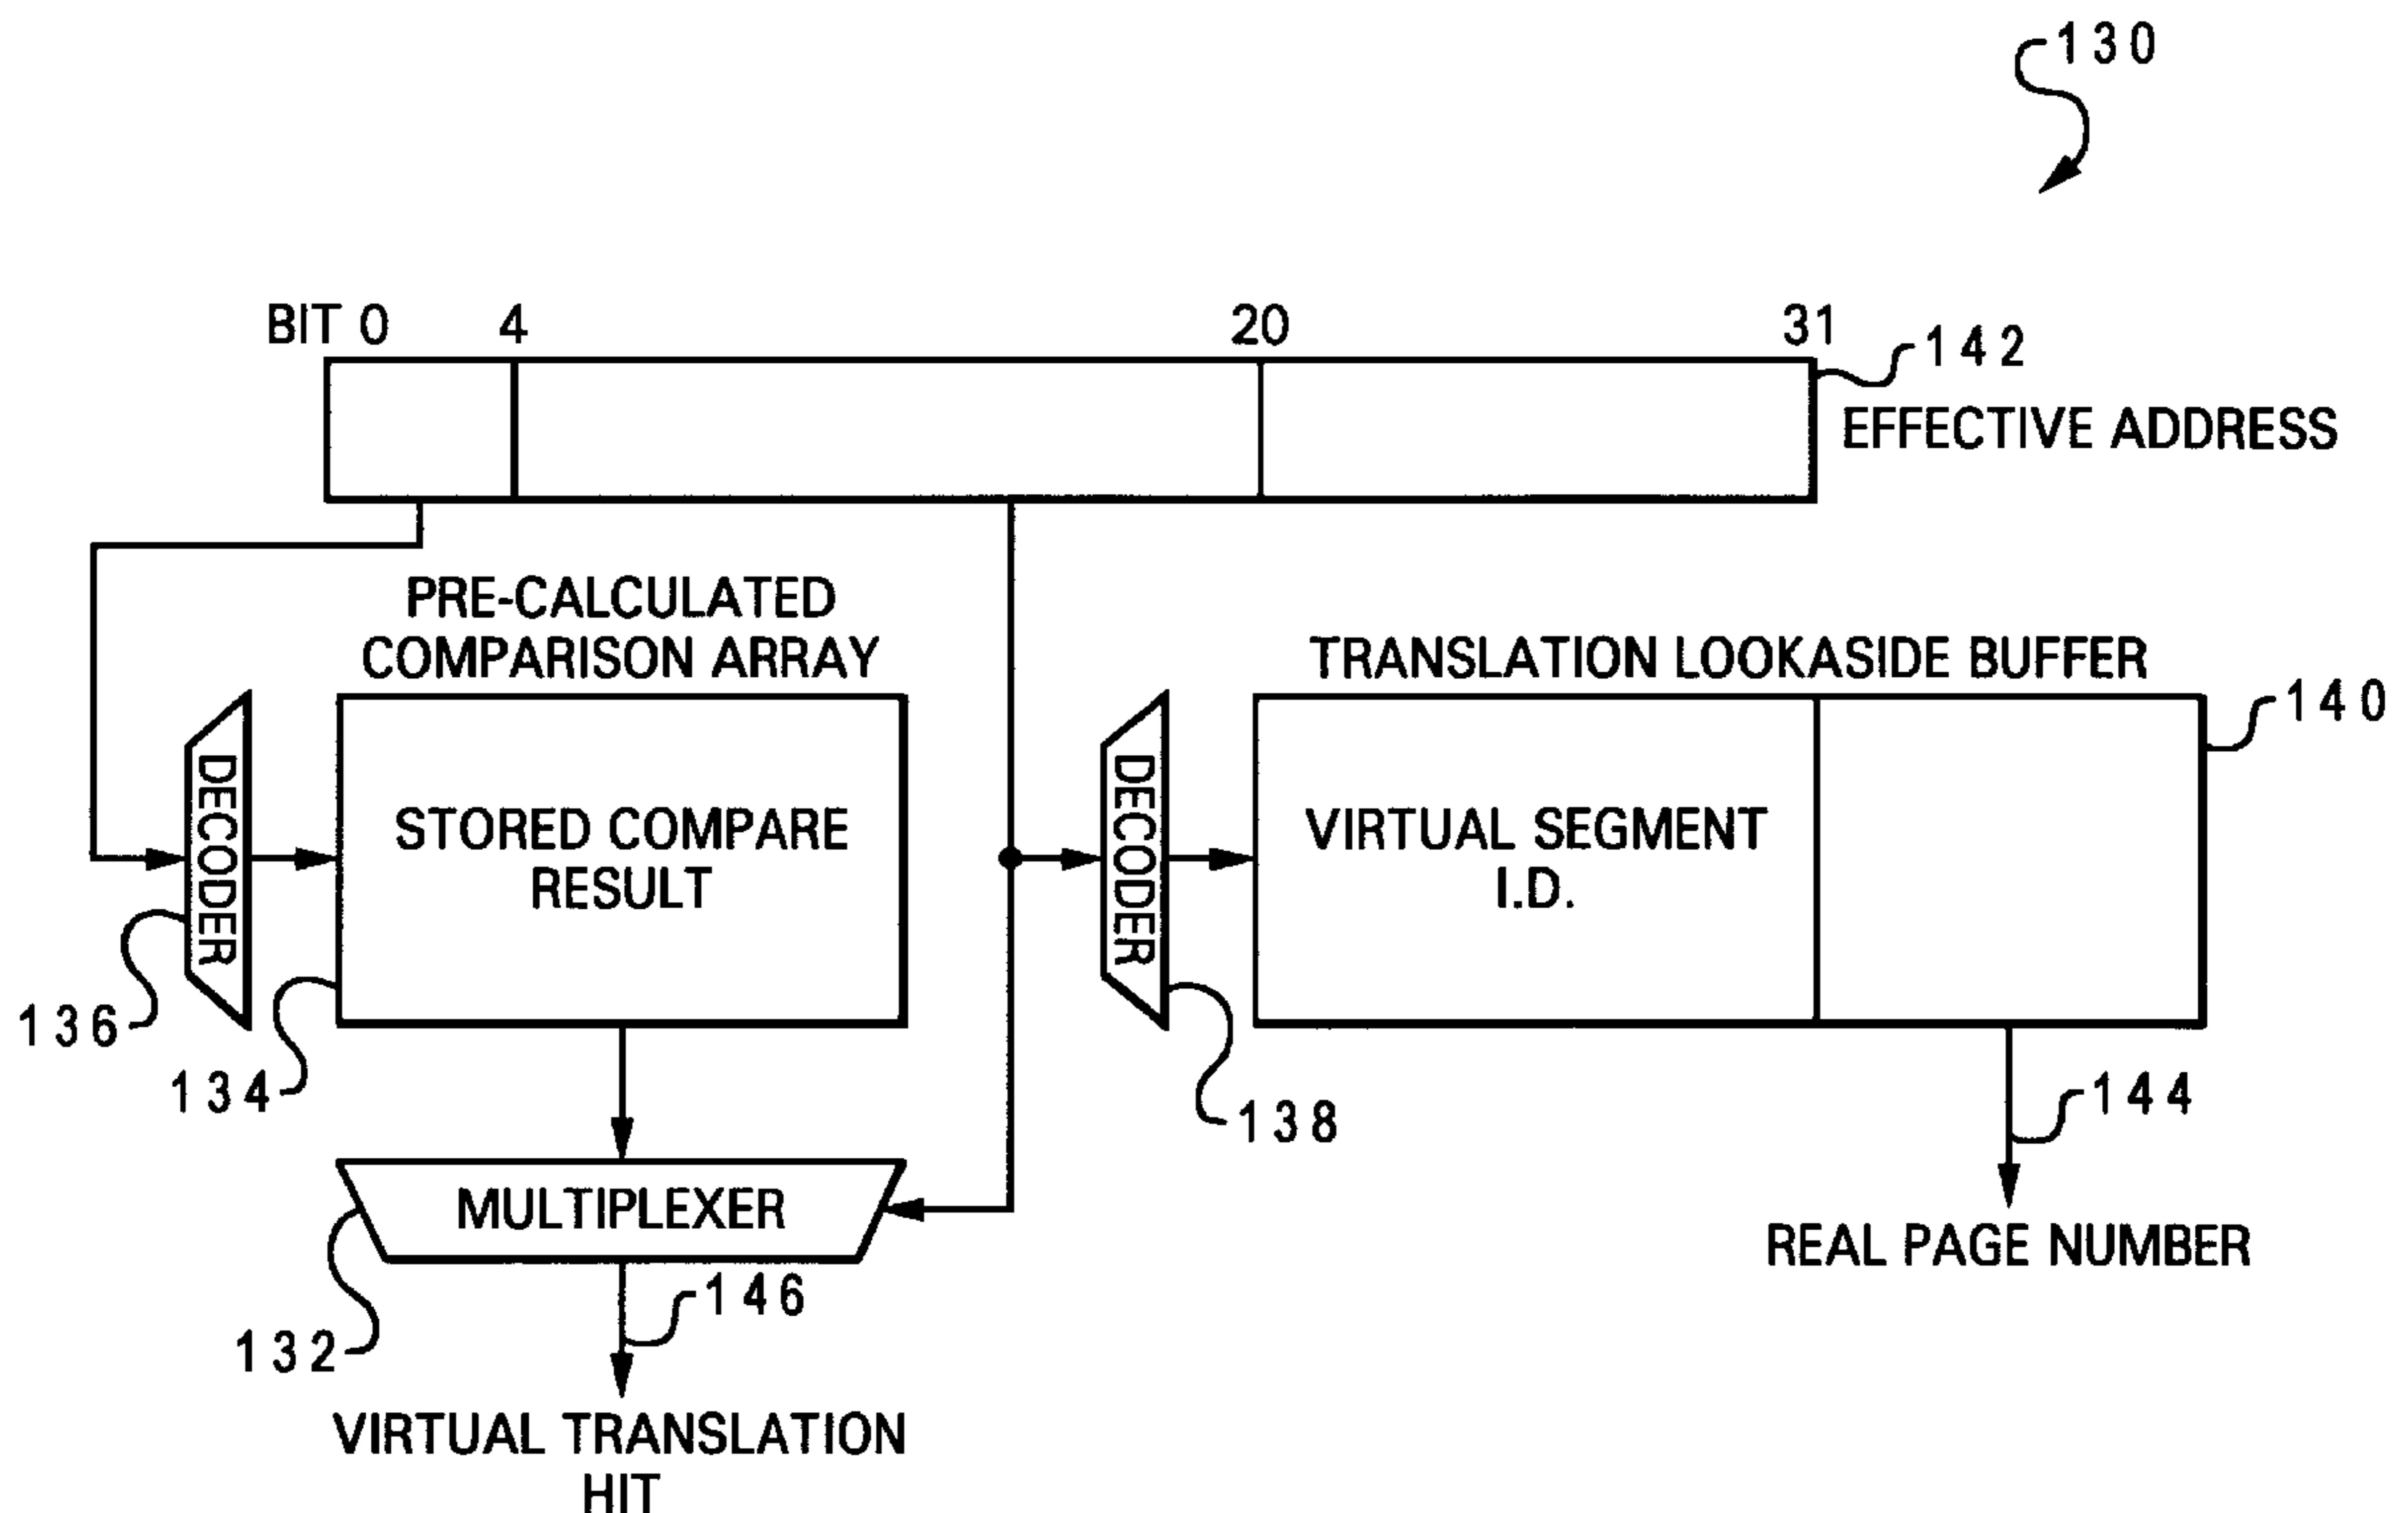 130
BIT 0 4 20 31
142
EFFECTIVE ADDRESS
PRE-CALCULATED
COMPARISON ARRAY
TRANSLATION LOOKASIDE BUFFER
140
DECODER
STORED COMPARE
RESULT
DECODER
VIRTUAL SEGMENT
I.D.
136
134
138
144
MULTIPLEXER
REAL PAGE NUMBER
146
132
VIRTUAL TRANSLATION
HIT